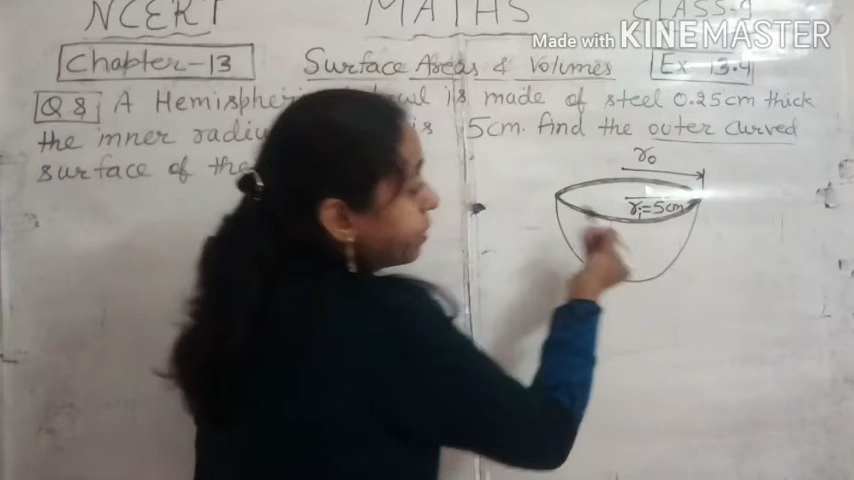 NCERT MATHS CLASS-9
Made with KINEMASTER
Chapter-13 Surface Areas & Volumes Ex 13.4
Q.8 A Hemispheri bowl is made of steel 0.25cm thick
the inner radiu is 5cm. find the outer curved
surface of the
r₀
rᵢ=5cm